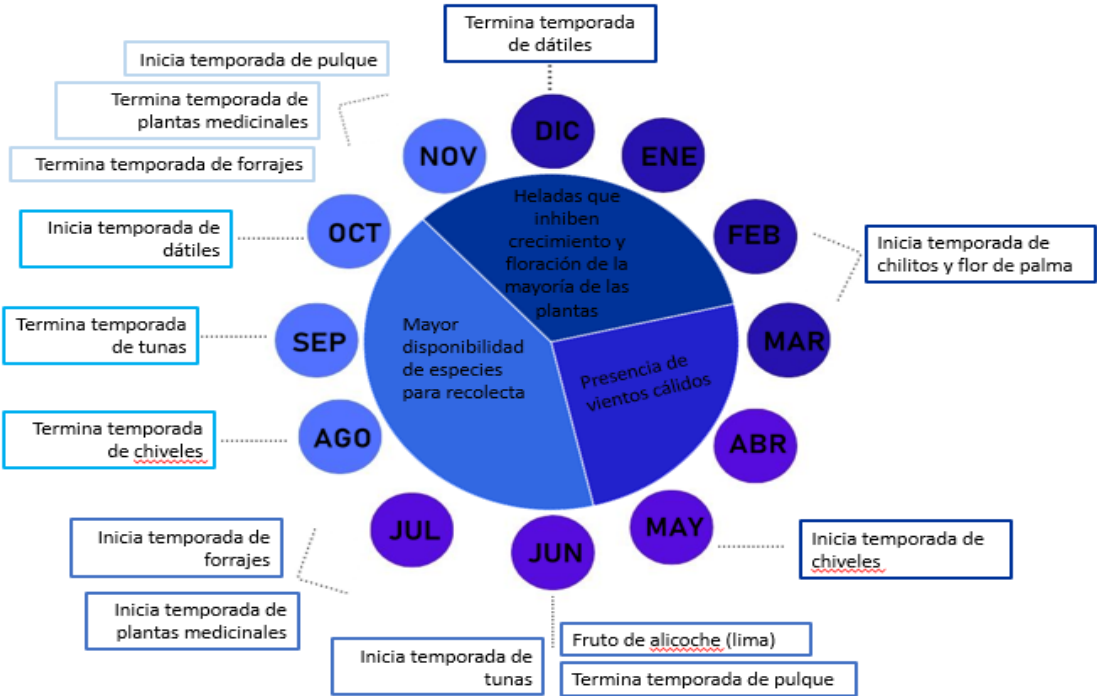 Termina temporada
de dátiles
Inicia temporada de pulque
Termina temporada de
plantas medicinales
Termina temporada de forrajes
Inicia temporada de
dátiles
Termina temporada
de tunas
Termina temporada
de chiveles
Inicia temporada de
forrajes
Inicia temporada de
plantas medicinales
Inicia temporada de
tunas
Fruto de alicoche (lima)
Termina temporada de pulque
Inicia temporada de
chiveles
Inicia temporada de
chilitos y flor de palma
DIC
ENE
FEB
MAR
ABR
MAY
JUN
JUL
AGO
SEP
OCT
NOV
Heladas que
inhiben
crecimiento y
floración de la
mayoría de las
plantas
Presencia de
vientos cálidos
Mayor
disponibilidad
de especies
para recolecta